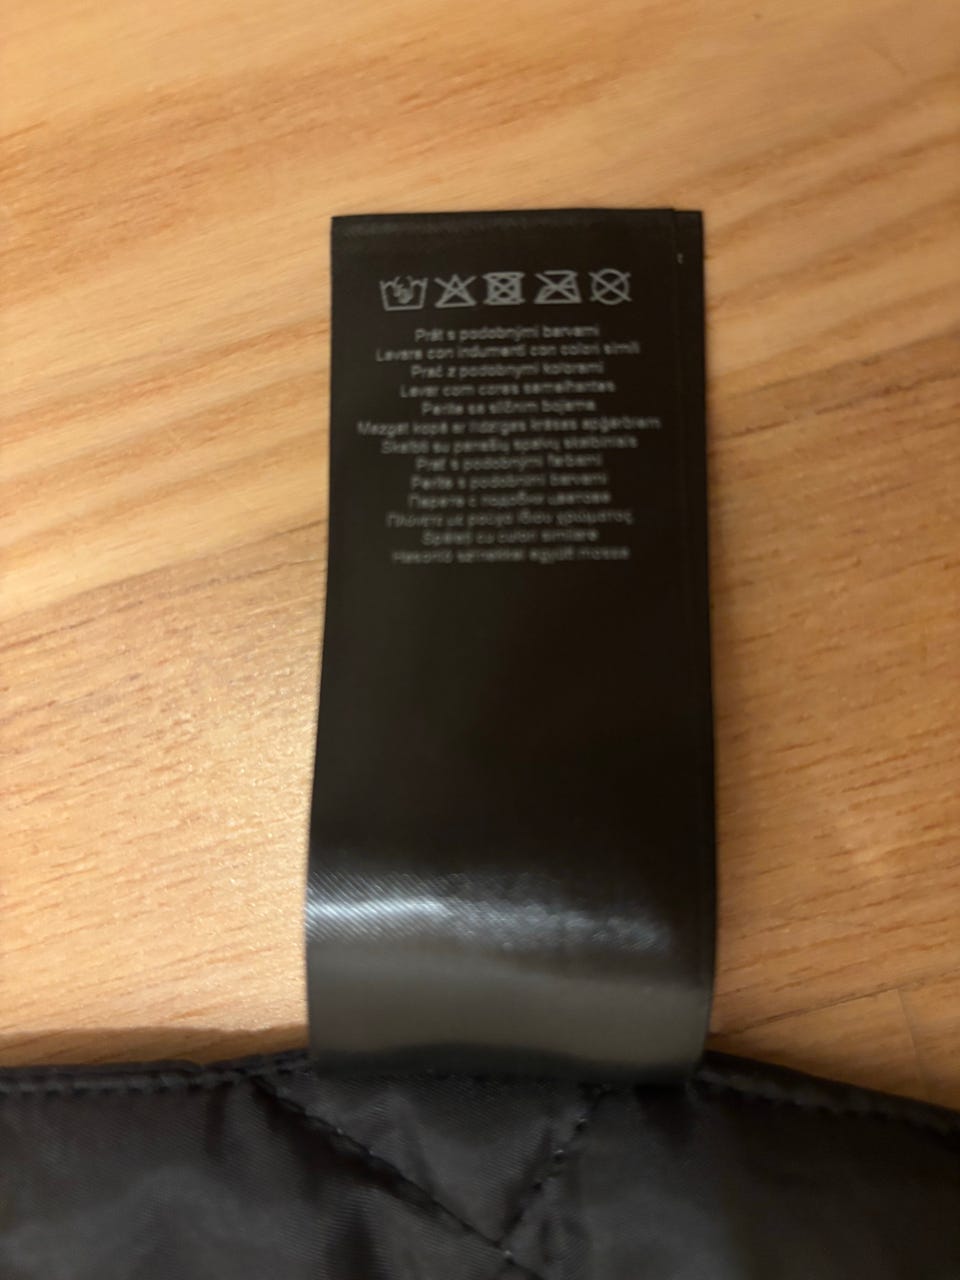 Prát s podobnými barvami
Lavare con indumenti con colori simili
Prać z podobnymi kolorami
Lavar com cores semelhantes
Perite sa sličnim bojama
Mazgāt kopā ar līdzīgas krāsas apģērbiem
Skalbti su panašių spalvų skalbiniais
Prať s podobnými farbami
Perite s podobnimi barvami
Перете с подобни цветове
Πλύνετε με ρούχα ίδιου χρώματος
Spălați cu culori similare
Hasonló színekkel együtt mossa